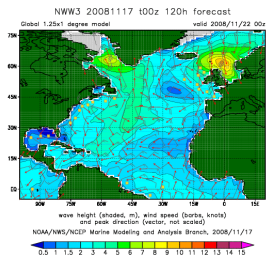 NWW3 20081117 t00z 120h forecast
Global 1.25x1 degree model valid 2008/11/22 00z
75N
60N
45N
30N
15N
EQ
90W 75W 60W 45W 30W 15W 0 15E
wave height (shaded, m), wind speed (barbs, knots)
and peak direction (vector, not scaled)
NOAA/NWS/NCEP Marine Modeling and Analysis Branch, 2008/11/17
0.5 1 1.5 2 3 4 5 6 7 8 9 10 11 12 13 14 15